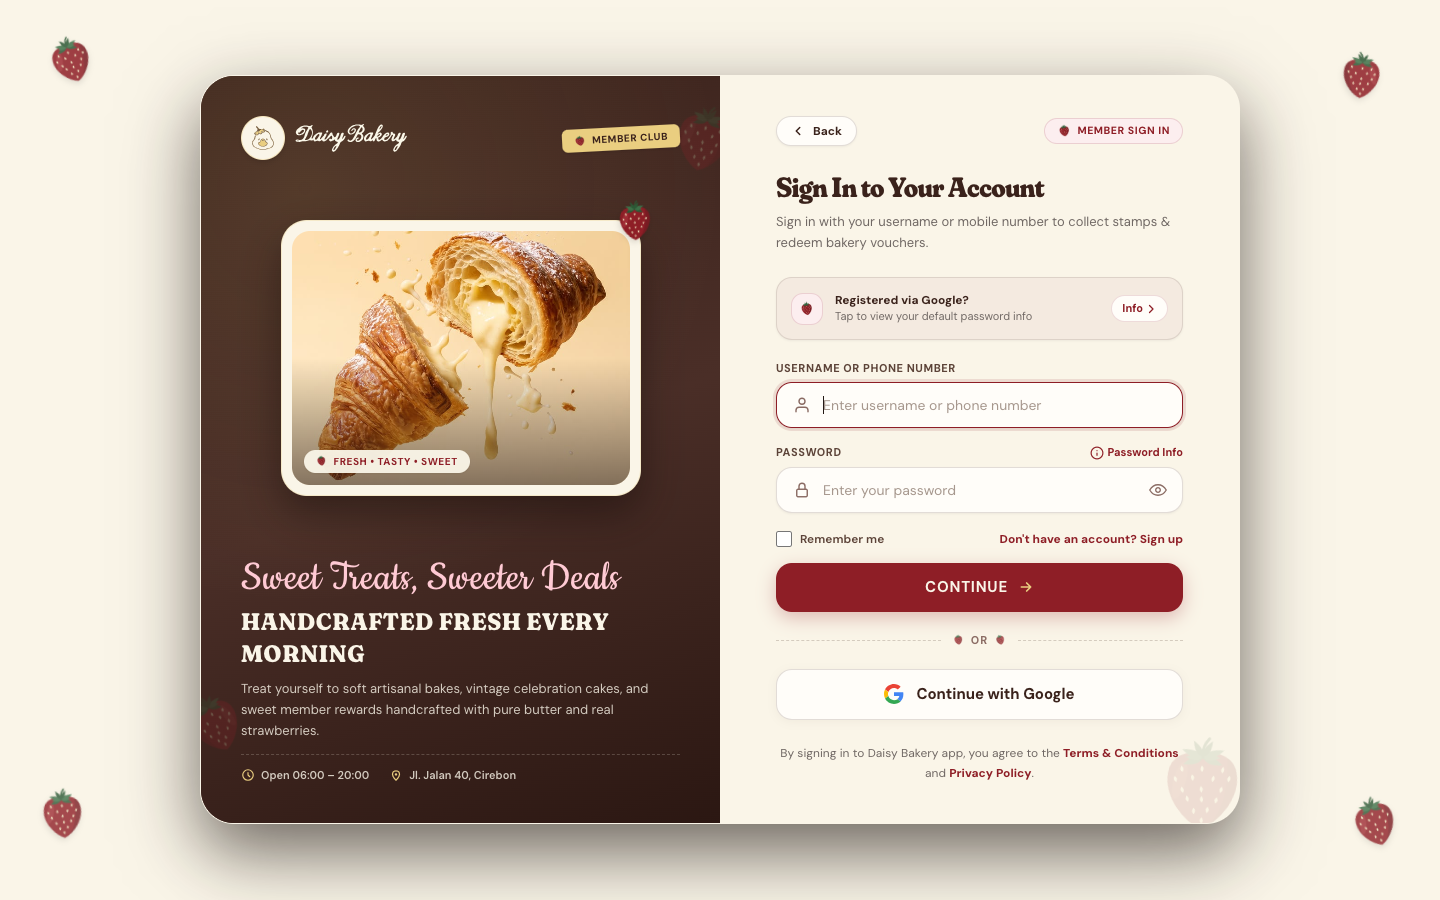 Daisy Bakery
MEMBER CLUB
FRESH • TASTY • SWEET
Sweet Treats, Sweeter Deals
HANDCRAFTED FRESH EVERY
MORNING
Treat yourself to soft artisanal bakes, vintage celebration cakes, and
sweet member rewards handcrafted with pure butter and real
strawberries.
Open 06:00 – 20:00
Jl. Jalan 40, Cirebon
Back
MEMBER SIGN IN
Sign In to Your Account
Sign in with your username or mobile number to collect stamps &
redeem bakery vouchers.
Registered via Google?
Tap to view your default password info
Info
USERNAME OR PHONE NUMBER
Enter username or phone number
PASSWORD
Password Info
Enter your password
Remember me
Don't have an account? Sign up
CONTINUE →
OR
Continue with Google
By signing in to Daisy Bakery app, you agree to the Terms & Conditions
and Privacy Policy.